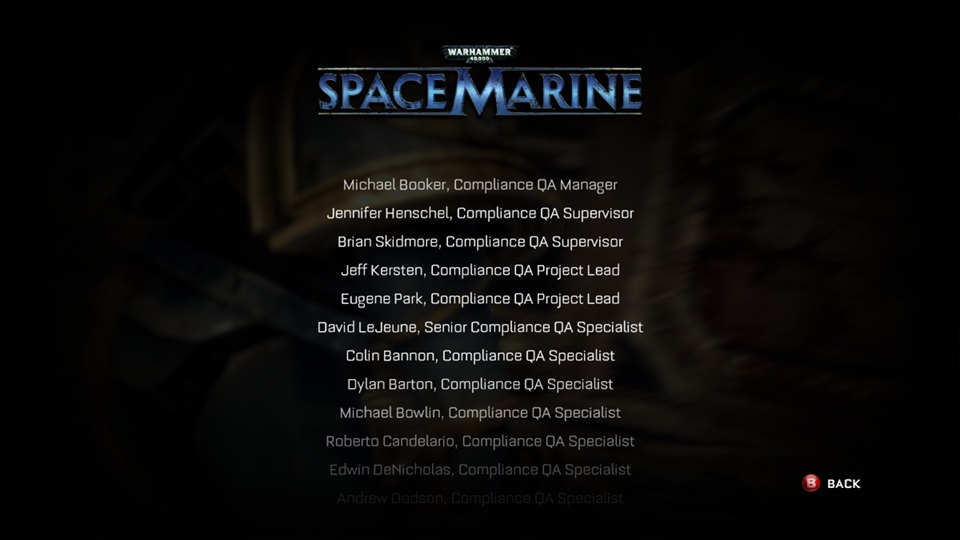 WARHAMMER
40,000
SPACE MARINE
Michael Booker, Compliance QA Manager
Jennifer Henschel, Compliance QA Supervisor
Brian Skidmore, Compliance QA Supervisor
Jeff Kersten, Compliance QA Project Lead
Eugene Park, Compliance QA Project Lead
David LeJeune, Senior Compliance QA Specialist
Colin Bannon, Compliance QA Specialist
Dylan Barton, Compliance QA Specialist
Michael Bowlin, Compliance QA Specialist
Roberto Candelario, Compliance QA Specialist
Edwin DeNicholas, Compliance QA Specialist
Andrew Dodson, Compliance QA Specialist
B BACK